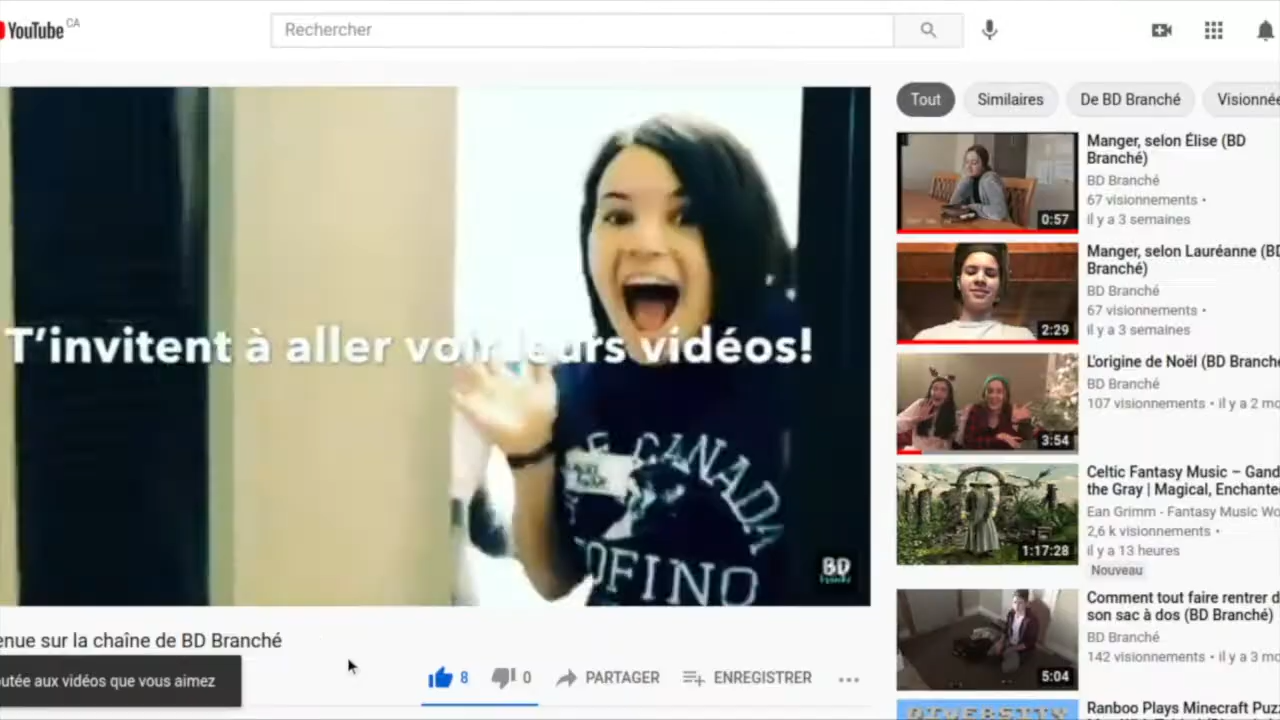 YouTube CA
Rechercher
T'invitent à aller voir leurs vidéos!
CANADA
OFINO
BD
enue sur la chaîne de BD Branché
outée aux vidéos que vous aimez
8
0
PARTAGER
ENREGISTRER
Tout
Similaires
De BD Branché
Visionnée
0:57
Manger, selon Élise (BD
Branché)
BD Branché
67 visionnements •
il y a 3 semaines
2:29
Manger, selon Lauréanne (BD
Branché)
BD Branché
67 visionnements •
il y a 3 semaines
3:54
L'origine de Noël (BD Branché
BD Branché
107 visionnements • il y a 2 mo
1:17:28
Celtic Fantasy Music – Gand
the Gray | Magical, Enchante
Ean Grimm - Fantasy Music Wo
2,6 k visionnements •
il y a 13 heures
Nouveau
5:04
Comment tout faire rentrer d
son sac à dos (BD Branché)
BD Branché
142 visionnements • il y a 3 mo
DIVERSITY
Ranboo Plays Minecraft Puzz